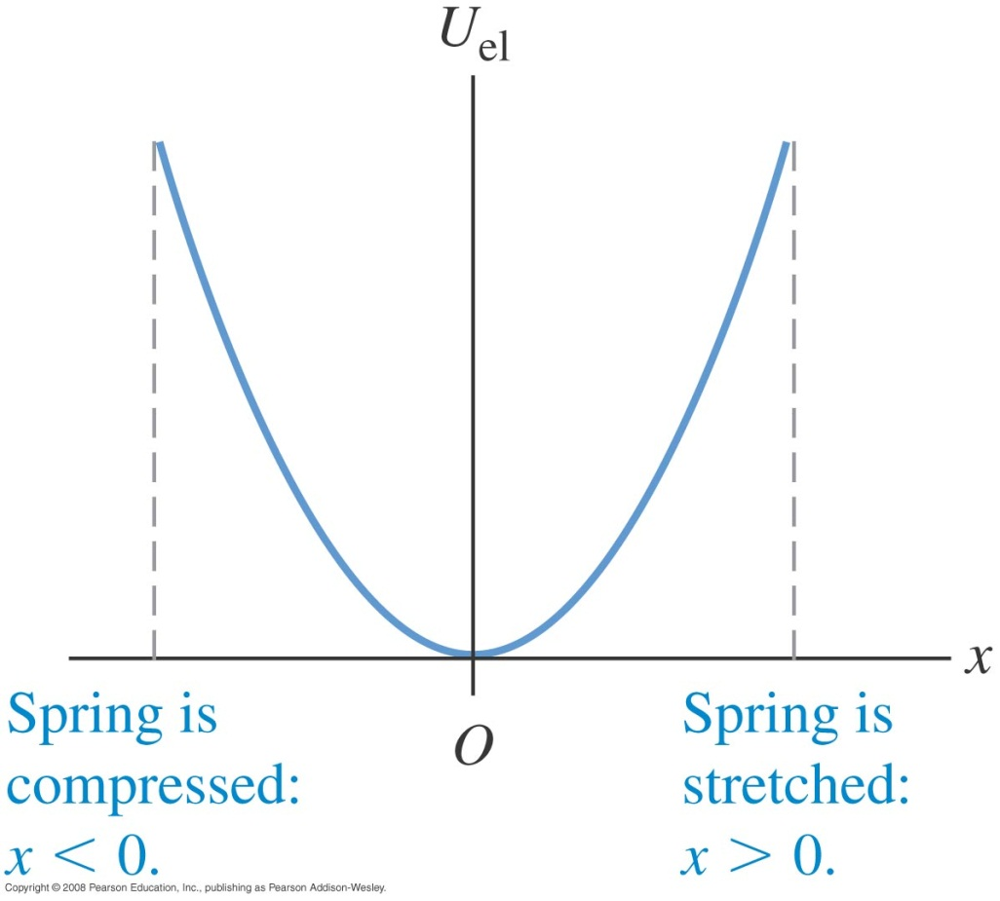 U el
x
O
Spring is
compressed:
x < 0.
Spring is
stretched:
x > 0.
Copyright © 2008 Pearson Education, Inc., publishing as Pearson Addison-Wesley.